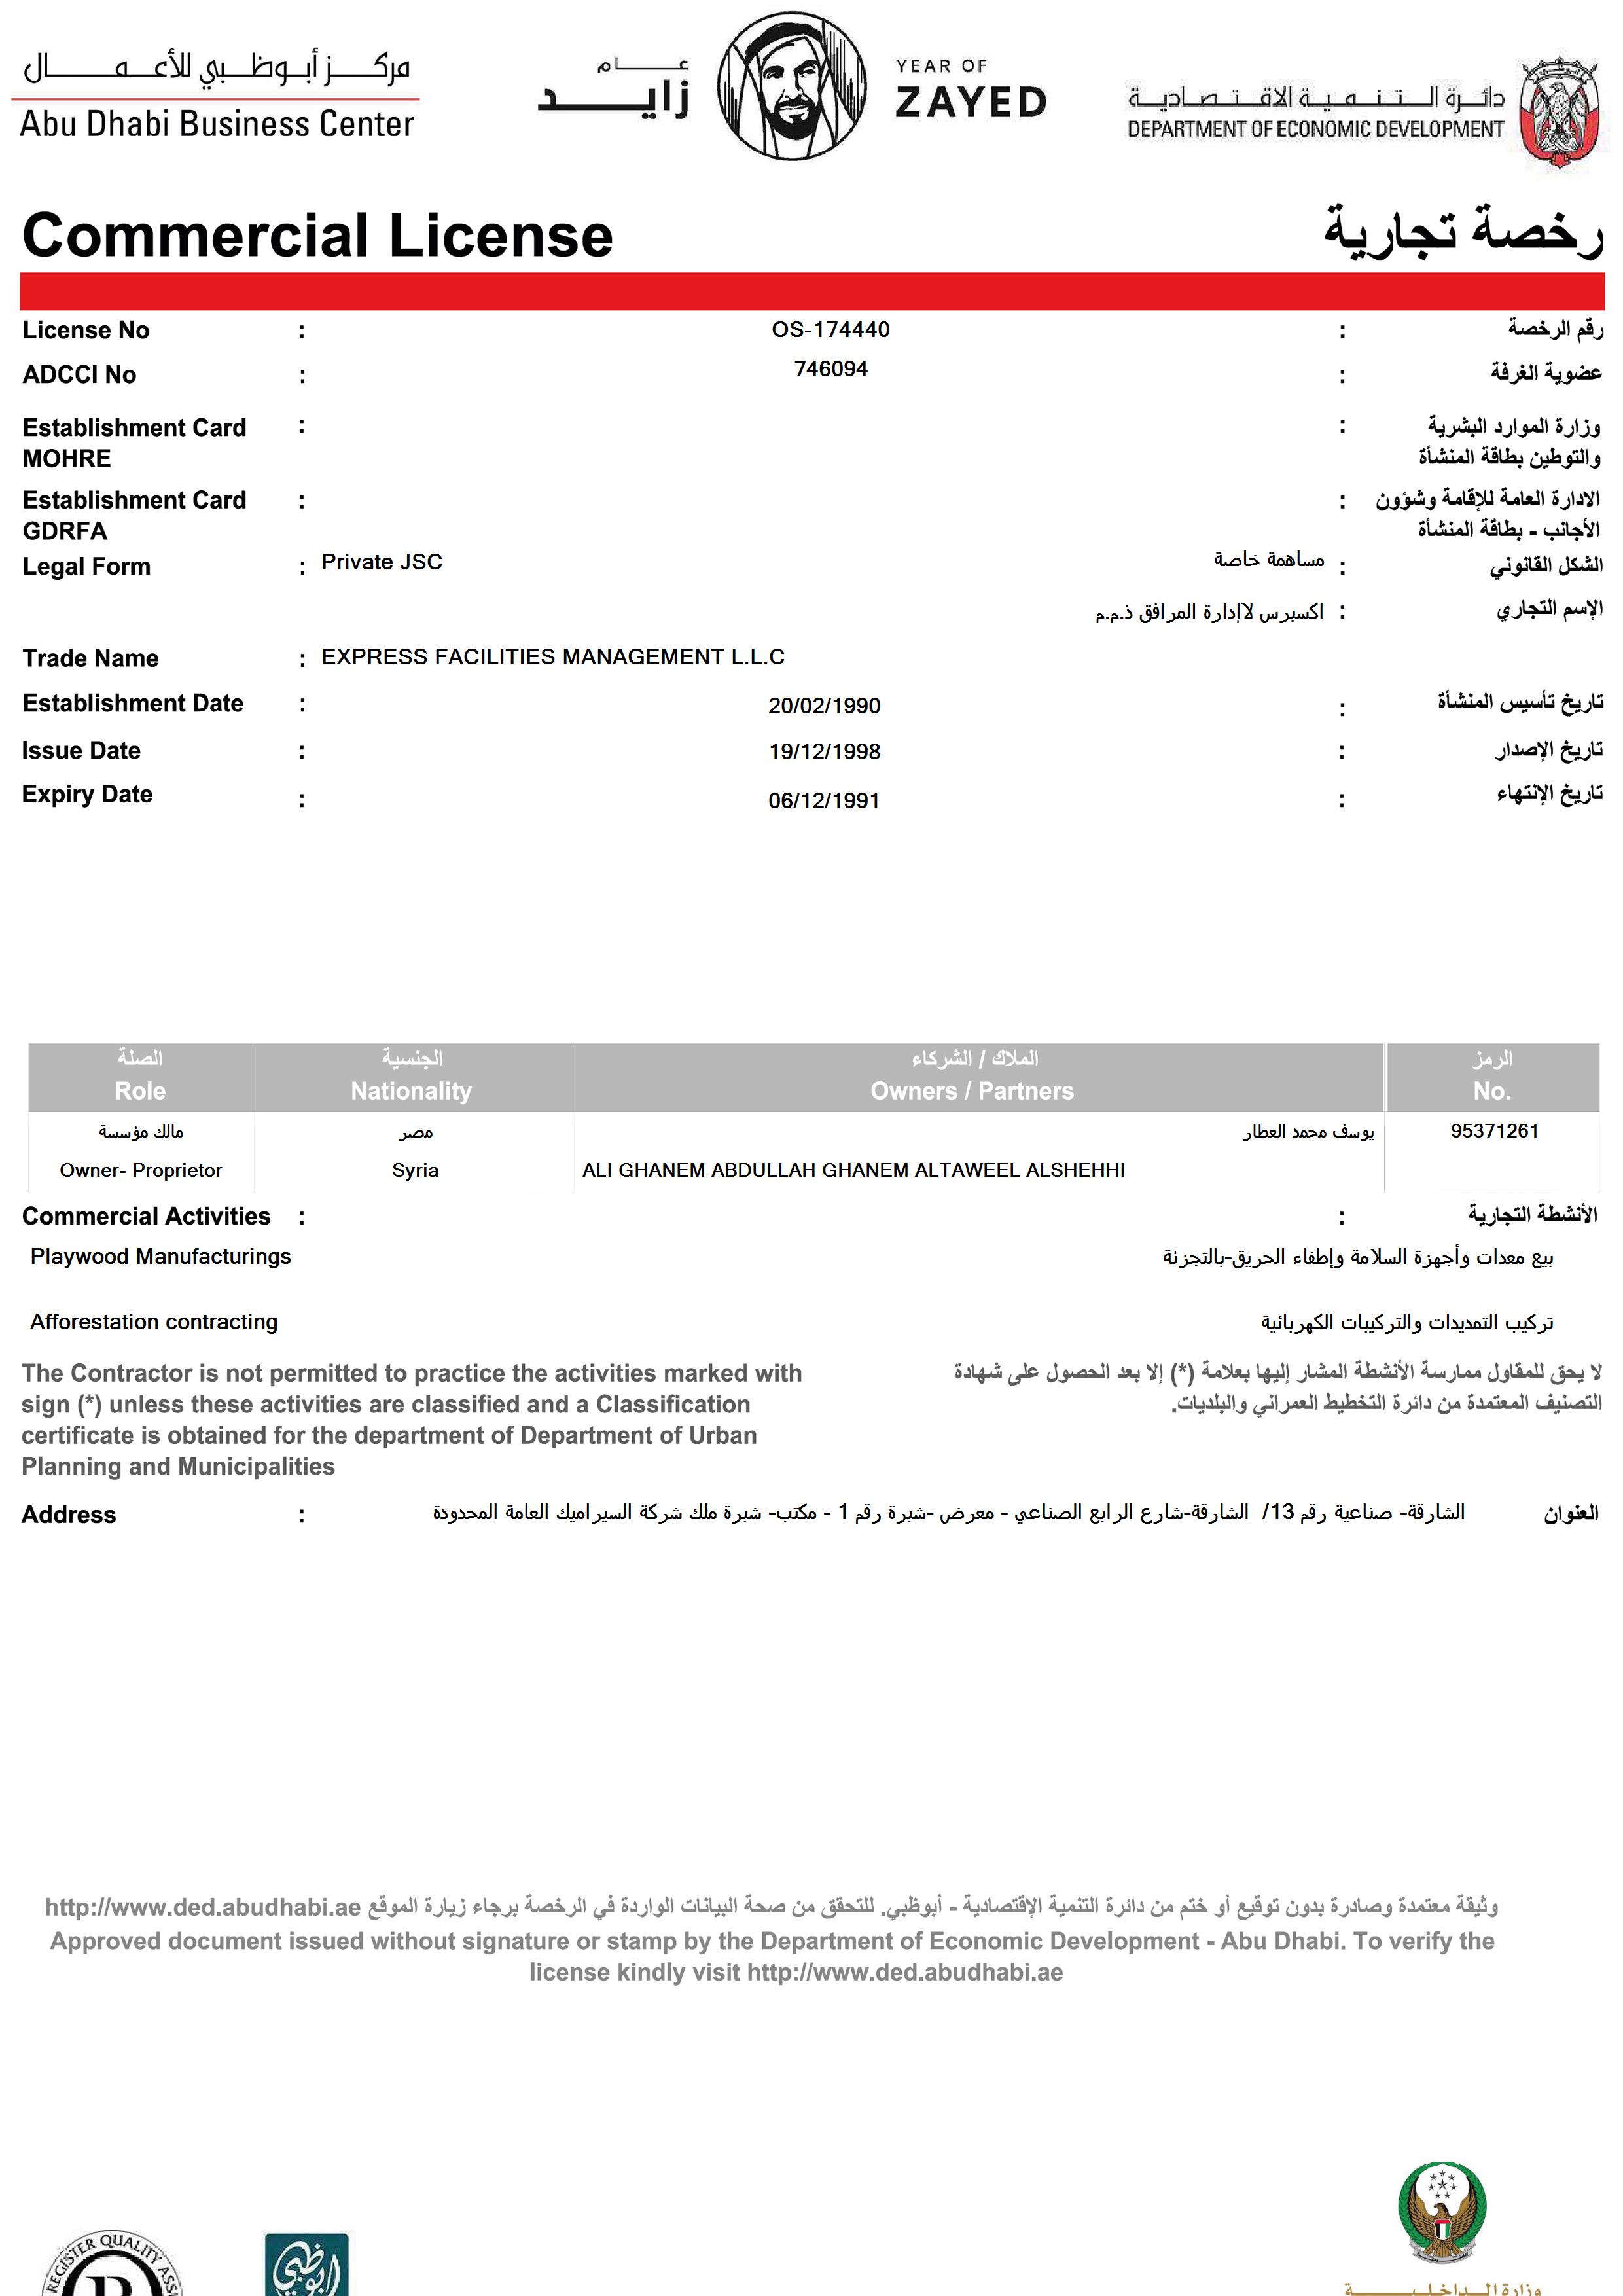 مركز أبوظبي للأعمال
Abu Dhabi Business Center
عام
زايد
YEAR OF
ZAYED
دائرة التنمية الاقتصادية
DEPARTMENT OF ECONOMIC DEVELOPMENT
Commercial License رخصة تجارية
License No : OS-174440 : رقم الرخصة
ADCCI No : 746094 : عضوية الغرفة
Establishment Card : : وزارة الموارد البشرية
MOHRE والتوطين بطاقة المنشأة
Establishment Card : : الادارة العامة للإقامة وشؤون
GDRFA الأجانب - بطاقة المنشأة
Legal Form : Private JSC مساهمة خاصة : الشكل القانوني
اكسبرس لاإدارة المرافق ذ.م.م : الإسم التجاري
Trade Name : EXPRESS FACILITIES MANAGEMENT L.L.C
Establishment Date : 20/02/1990 : تاريخ تأسيس المنشأة
Issue Date : 19/12/1998 : تاريخ الإصدار
Expiry Date : 06/12/1991 : تاريخ الإنتهاء
الصلة الجنسية الملاك / الشركاء الرمز
Role Nationality Owners / Partners No.
مالك مؤسسة مصر يوسف محمد العطار 95371261
Owner- Proprietor Syria ALI GHANEM ABDULLAH GHANEM ALTAWEEL ALSHEHHI
Commercial Activities : : الأنشطة التجارية
Playwood Manufacturings بيع معدات وأجهزة السلامة وإطفاء الحريق-بالتجزئة
Afforestation contracting تركيب التمديدات والتركيبات الكهربائية
The Contractor is not permitted to practice the activities marked with
sign (*) unless these activities are classified and a Classification
certificate is obtained for the department of Department of Urban
Planning and Municipalities
لا يحق للمقاول ممارسة الأنشطة المشار إليها بعلامة (*) إلا بعد الحصول على شهادة
التصنيف المعتمدة من دائرة التخطيط العمراني والبلديات.
Address : الشارقة- صناعية رقم 13/ الشارقة-شارع الرابع الصناعي - معرض -شبرة رقم 1 - مكتب- شبرة ملك شركة السيراميك العامة المحدودة العنوان
وثيقة معتمدة وصادرة بدون توقيع أو ختم من دائرة التنمية الإقتصادية - أبوظبي. للتحقق من صحة البيانات الواردة في الرخصة برجاء زيارة الموقع http://www.ded.abudhabi.ae
Approved document issued without signature or stamp by the Department of Economic Development - Abu Dhabi. To verify the
license kindly visit http://www.ded.abudhabi.ae
REGISTER QUALITY
أبوظبي
وزارة الداخلية